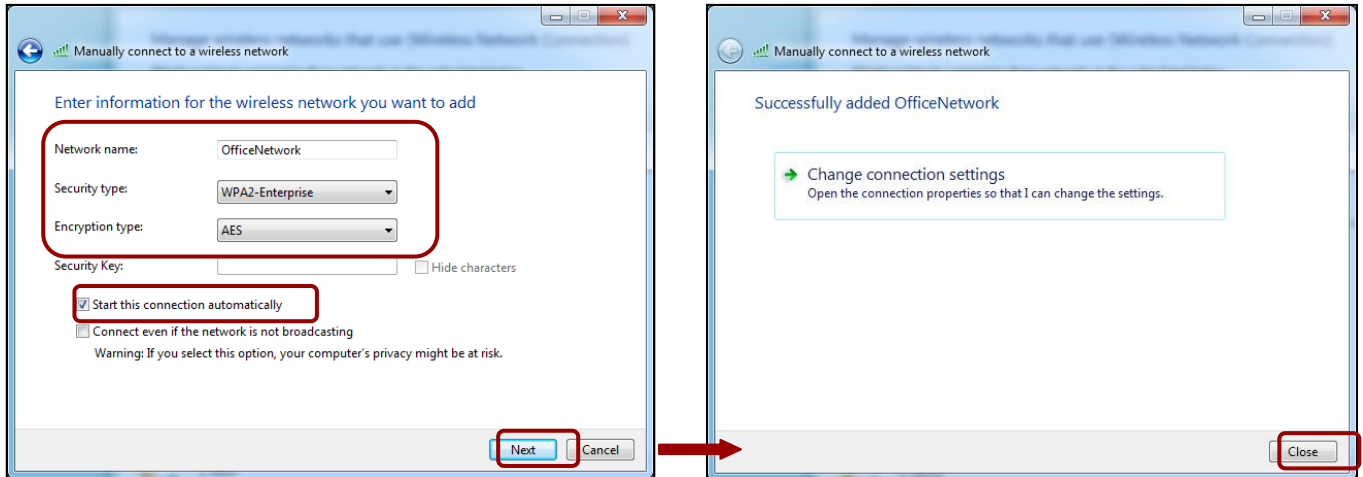 Manually connect to a wireless network
Enter information for the wireless network you want to add
Network name:
OfficeNetwork
Security type:
WPA2-Enterprise
Encryption type:
AES
Security Key:
Hide characters
Start this connection automatically
Connect even if the network is not broadcasting
Warning: If you select this option, your computer's privacy might be at risk.
Next
Cancel
Manually connect to a wireless network
Successfully added OfficeNetwork
Change connection settings
Open the connection properties so that I can change the settings.
Close